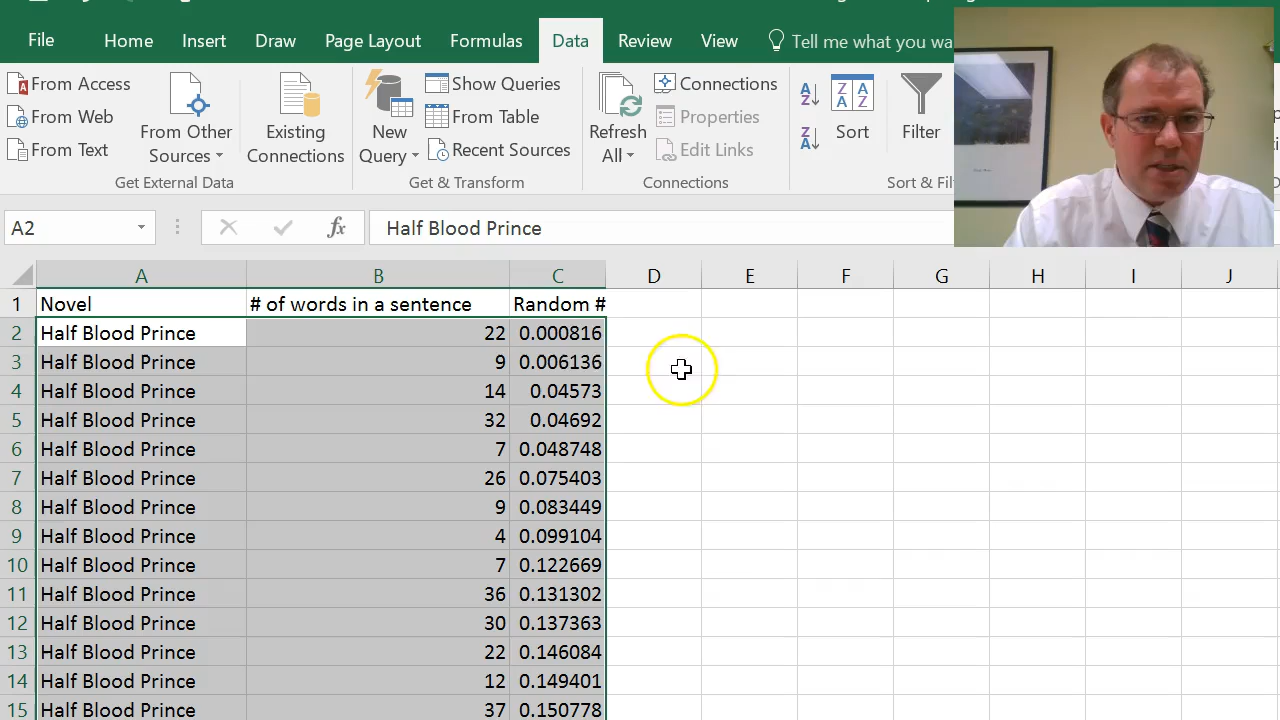 File Home Insert Draw Page Layout Formulas Data Review View Tell me what you wa
From Access
From Web
From Text
From Other
Sources
Existing
Connections
Get External Data
New
Query
Show Queries
From Table
Recent Sources
Get & Transform
Refresh
All
Connections
Properties
Edit Links
Connections
A
Z
Z
A
Z A
A Z
Sort
Filter
Sort & Fil
A2 fx Half Blood Prince
A B C D E F G H I J
1 Novel # of words in a sentence Random #
2 Half Blood Prince 22 0.000816
3 Half Blood Prince 9 0.006136
4 Half Blood Prince 14 0.04573
5 Half Blood Prince 32 0.04692
6 Half Blood Prince 7 0.048748
7 Half Blood Prince 26 0.075403
8 Half Blood Prince 9 0.083449
9 Half Blood Prince 4 0.099104
10 Half Blood Prince 7 0.122669
11 Half Blood Prince 36 0.131302
12 Half Blood Prince 30 0.137363
13 Half Blood Prince 22 0.146084
14 Half Blood Prince 12 0.149401
15 Half Blood Prince 37 0.150778